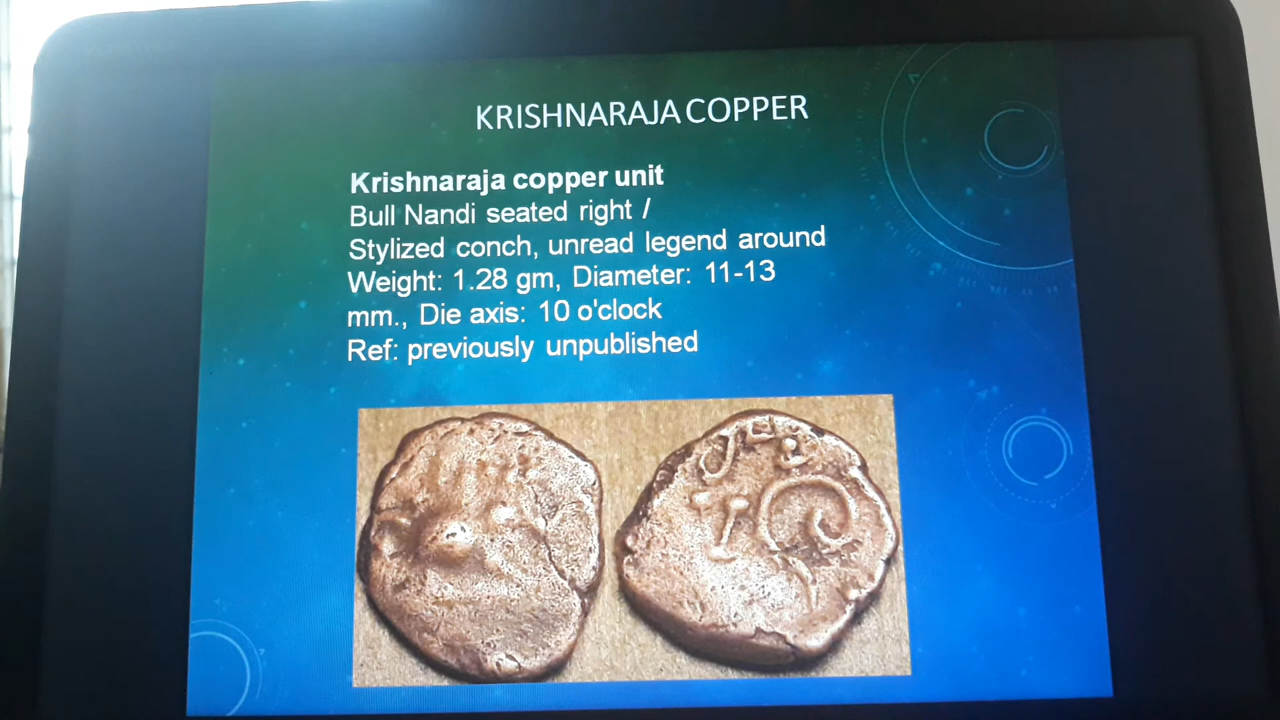 KRISHNARAJA COPPER
Krishnaraja copper unit
Bull Nandi seated right /
Stylized conch, unread legend around
Weight: 1.28 gm, Diameter: 11-13
mm., Die axis: 10 o'clock
Ref: previously unpublished